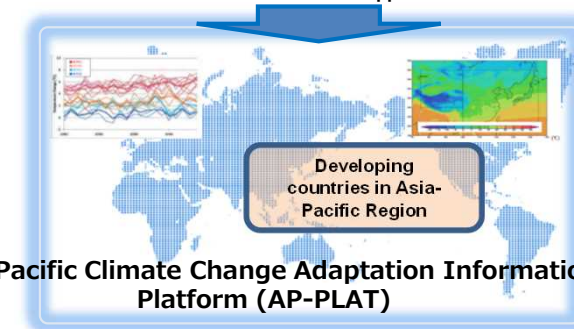 Developing
countries in Asia-
Pacific Region
Pacific Climate Change Adaptation Informatio
Platform (AP-PLAT)